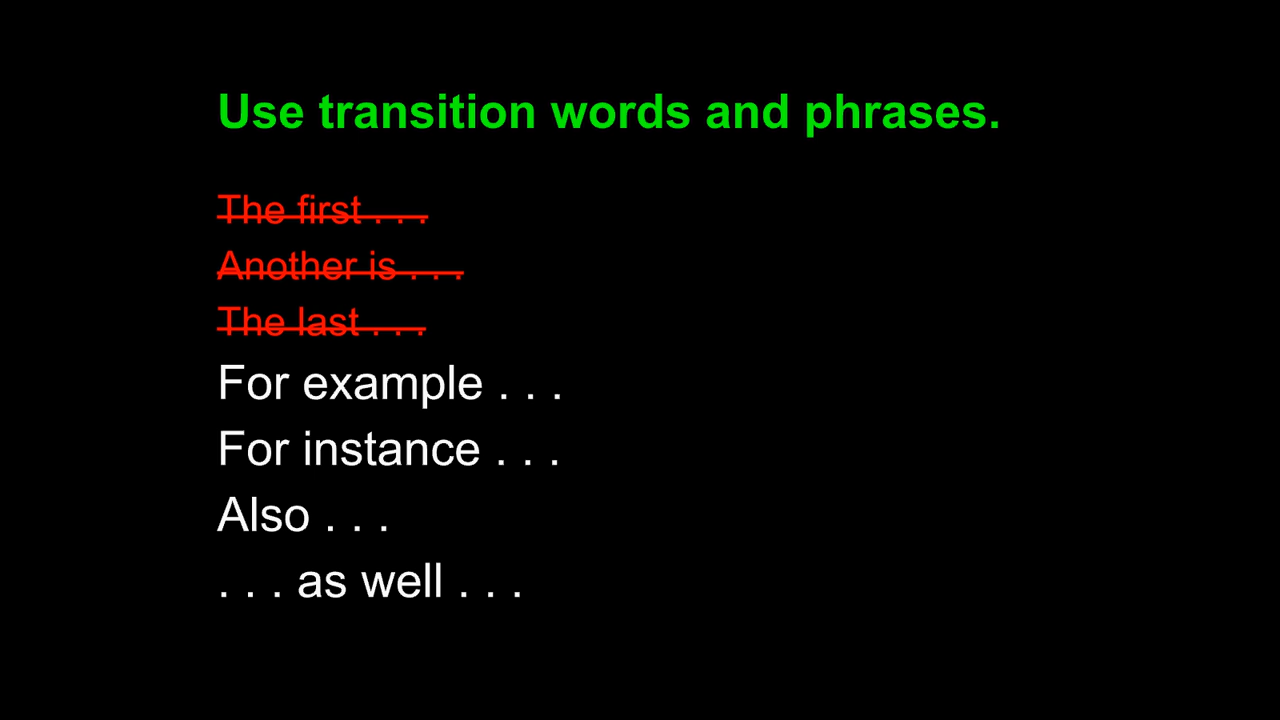 Use transition words and phrases.
The first . . .
Another is . . .
The last . . .
For example . . .
For instance . . .
Also . . .
. . . as well . . .